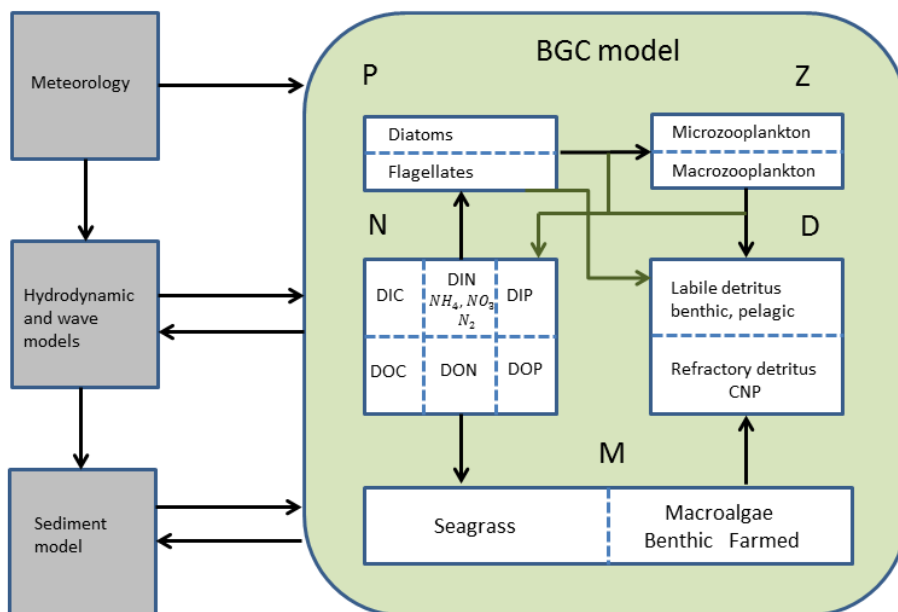 BGC model
P
Z
Meteorology
Diatoms
Flagellates
Microzooplankton
Macrozooplankton
N
D
Hydrodynamic
and wave
models
DIC
DIN
NH₄, NO₃
N₂
DIP
DOC
DON
DOP
Labile detritus
benthic, pelagic
Refractory detritus
CNP
M
Sediment
model
Seagrass
Macroalgae
Benthic Farmed